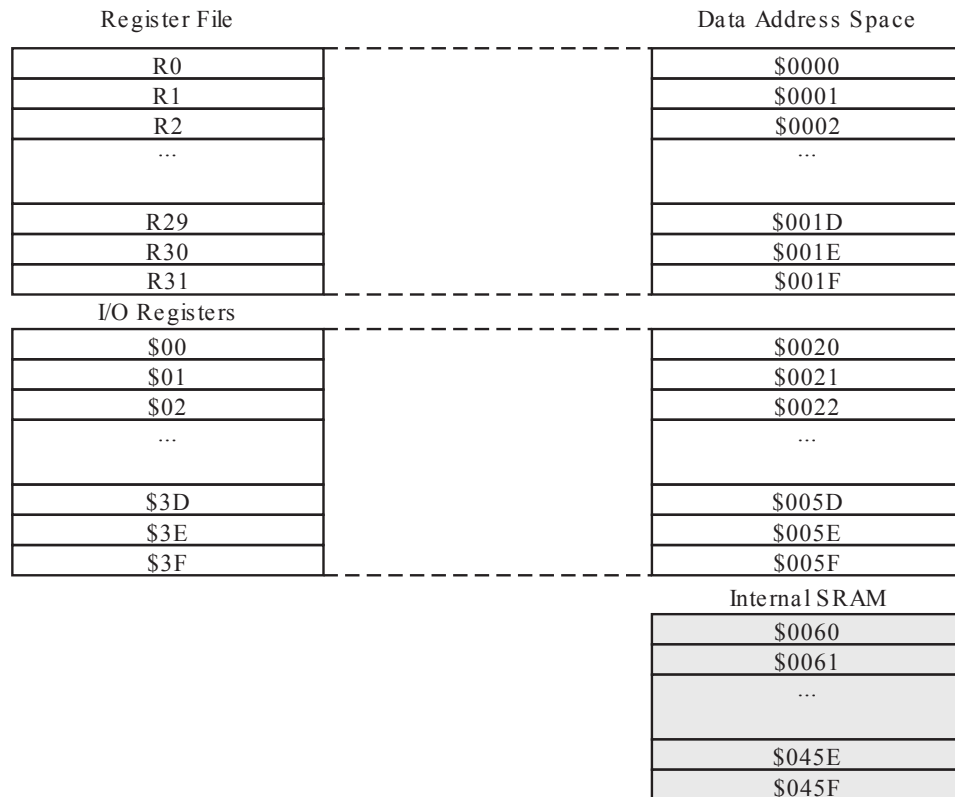 Register File Data Address Space
R0 $0000
R1 $0001
R2 $0002
... ...
R29 $001D
R30 $001E
R31 $001F
I/O Registers
$00 $0020
$01 $0021
$02 $0022
... ...
$3D $005D
$3E $005E
$3F $005F
Internal SRAM
$0060
$0061
...
$045E
$045F